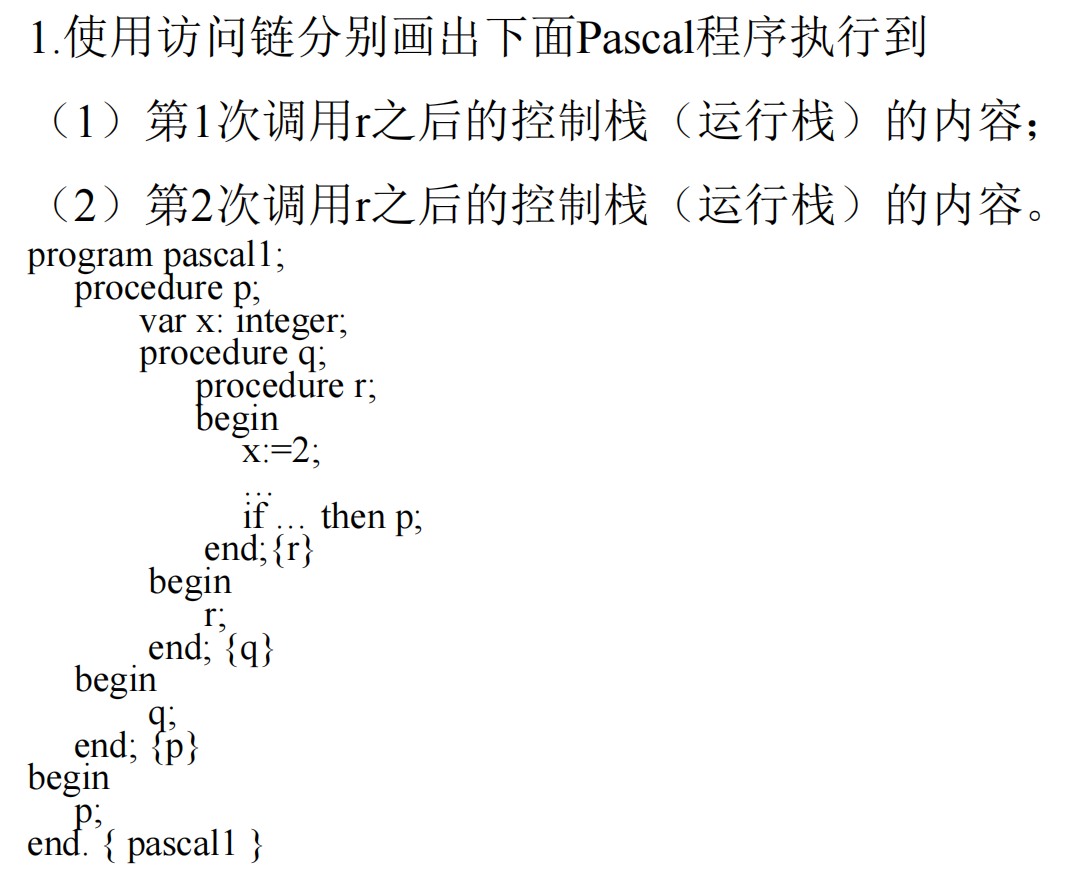 1.使用访问链分别画出下面Pascal程序执行到
（1）第1次调用r之后的控制栈（运行栈）的内容；
（2）第2次调用r之后的控制栈（运行栈）的内容。
program pascal1;
procedure p;
var x: integer;
procedure q;
procedure r;
begin
x:=2;
…
if … then p;
end;{r}
begin
r;
end; {q}
begin
q;
end; {p}
begin
p;
end. { pascal1 }